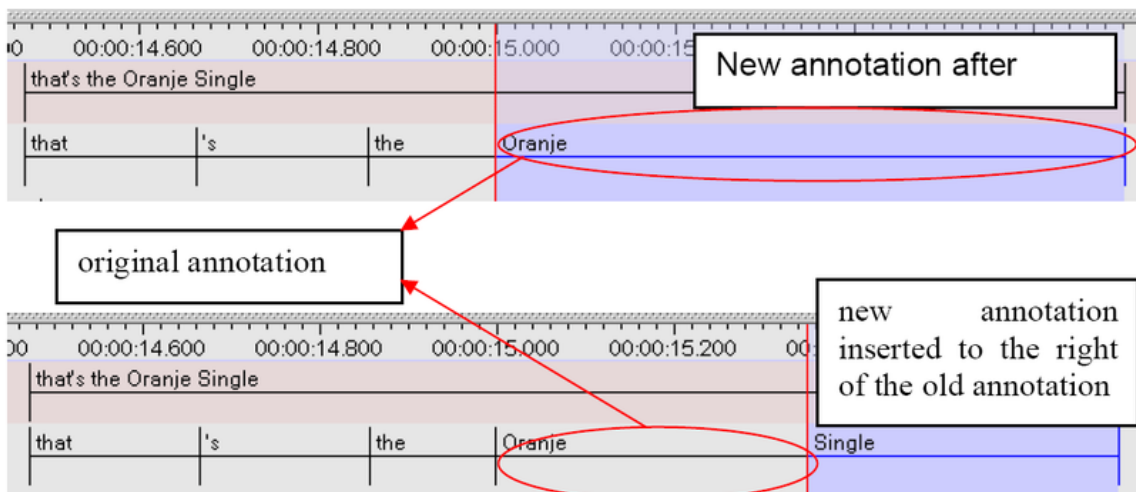 00 00:00:14.600 00:00:14.800 00:00:15.000 00:00:15
New annotation after
that's the Oranje Single
that 's the Oranje
original annotation
new annotation
inserted to the right
of the old annotation
00 00:00:14.600 00:00:14.800 00:00:15.000 00:00:15.200 00:
that's the Oranje Single
that 's the Oranje Single